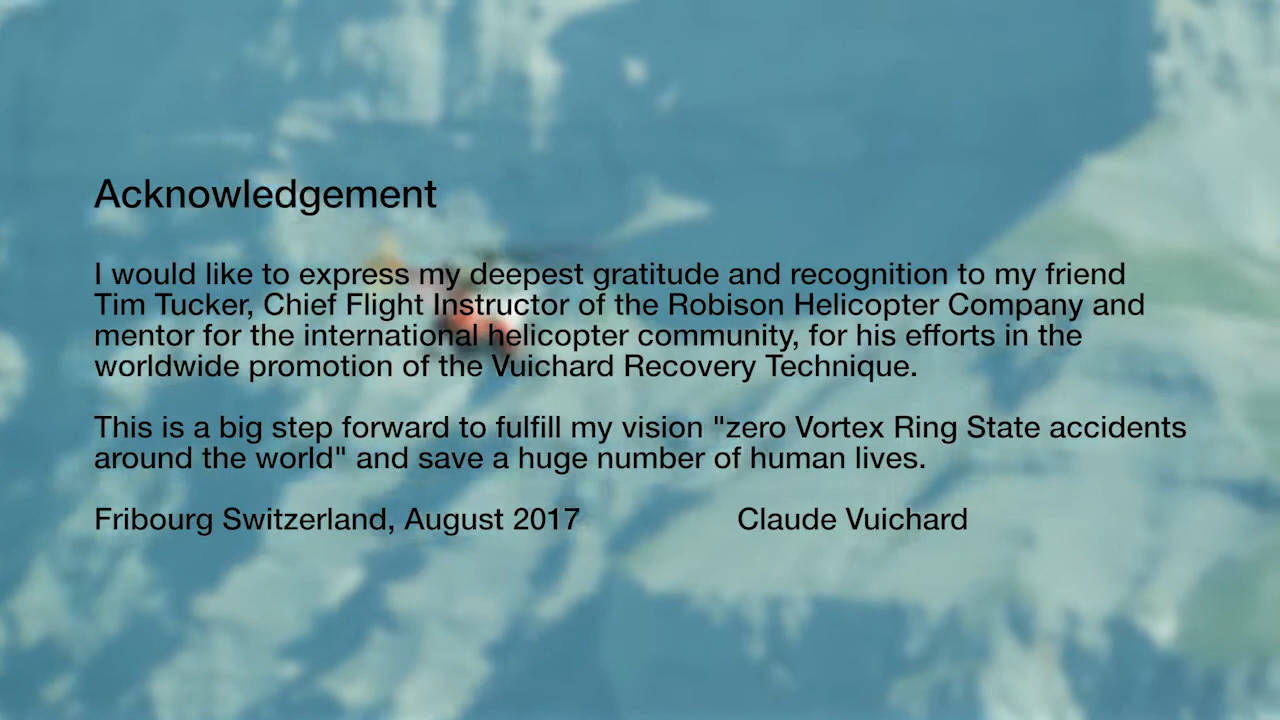 Acknowledgement
I would like to express my deepest gratitude and recognition to my friend
Tim Tucker, Chief Flight Instructor of the Robison Helicopter Company and
mentor for the international helicopter community, for his efforts in the
worldwide promotion of the Vuichard Recovery Technique.
This is a big step forward to fulfill my vision "zero Vortex Ring State accidents
around the world" and save a huge number of human lives.
Fribourg Switzerland, August 2017 Claude Vuichard